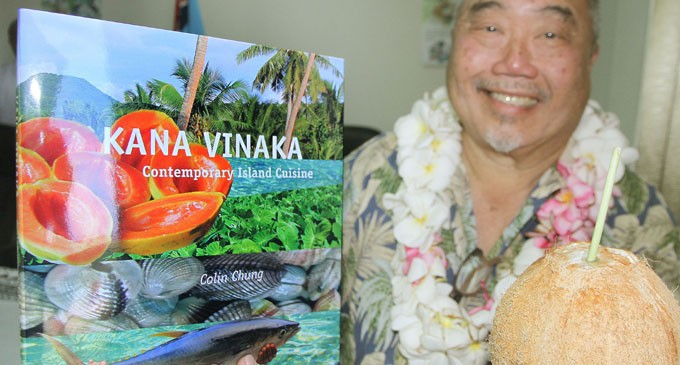 KANA VINAKA
Contemporary Island Cuisine
Colin Chung